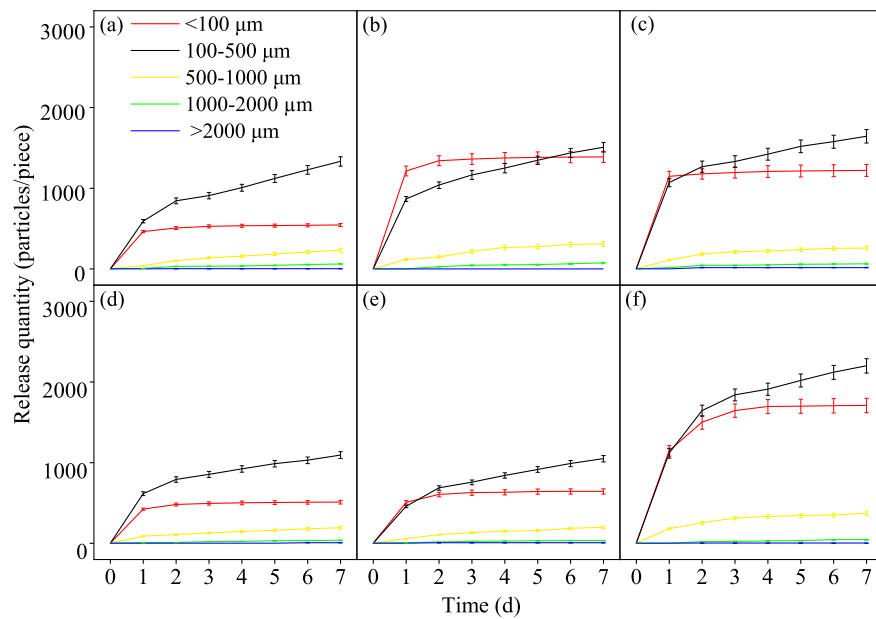 (a)
<100 μm
100-500 μm
500-1000 μm
1000-2000 μm
>2000 μm
(b)
(c)
3000
2000
1000
0
(d)
(e)
(f)
3000
2000
1000
0
0 1 2 3 4 5 6 7 0 1 2 3 4 5 6 7 0 1 2 3 4 5 6 7
Release quantity (particles/piece)
Time (d)